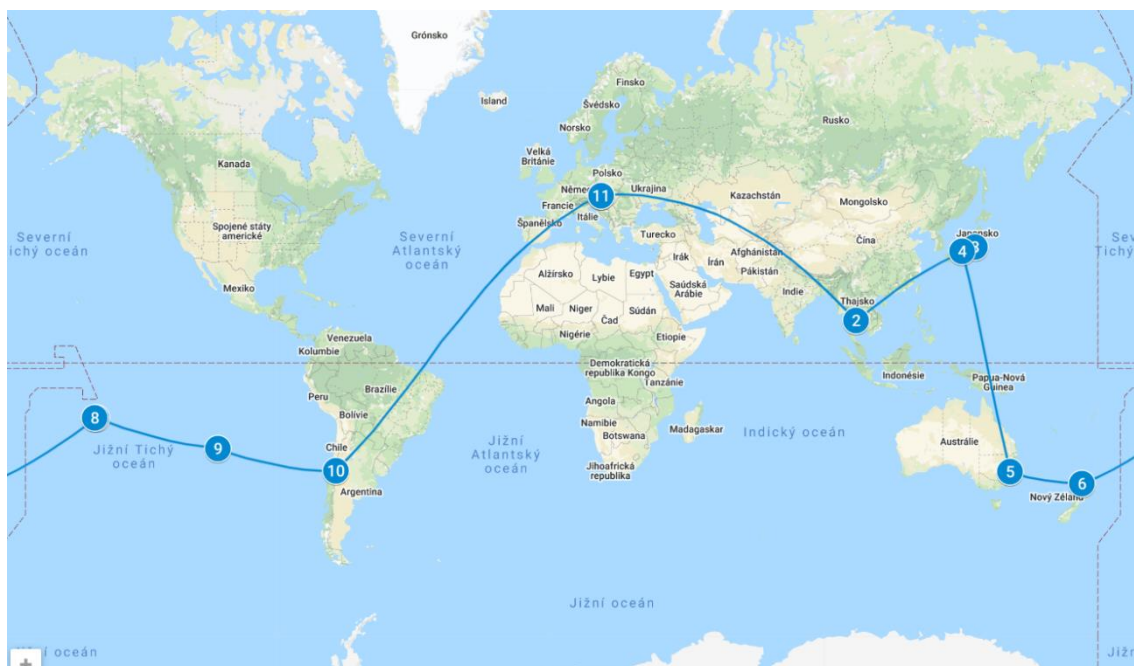 Grónsko
Island
Finsko
Švédsko
Norsko
Rusko
Velká
Británie
Polsko
Kanada
Něme
Ukrajina
Kazachstán
Mongolsko
11
Francie
Itálie
Španělsko
Spojené státy
americké
Turecko
Čína
Japonsko
Severní
Tichý oceán
Severní
Atlantský
oceán
Irák
Írán
Afghánistán
Pákistán
4
3
Alžírsko
Lybie
Egypt
Saúdská
Arábie
Indie
Mexiko
Mali
Niger
Čad
Súdán
Thajsko
2
Nigérie
Etiopie
Venezuela
Kolumbie
Demokratická
republika Kongo
Indonésie
Papua-Nová
Guinea
Tanzánie
Peru
Brazílie
Angola
8
Bolívie
Namibie
Botswana
Madagaskar
Indický oceán
Jižní Tichý
oceán
9
Chile
Jižní
Atlantský
oceán
Austrálie
10
Jihoafrická
republika
5
6
Argentina
Nový Zéland
Jižní oceán
oceán
+